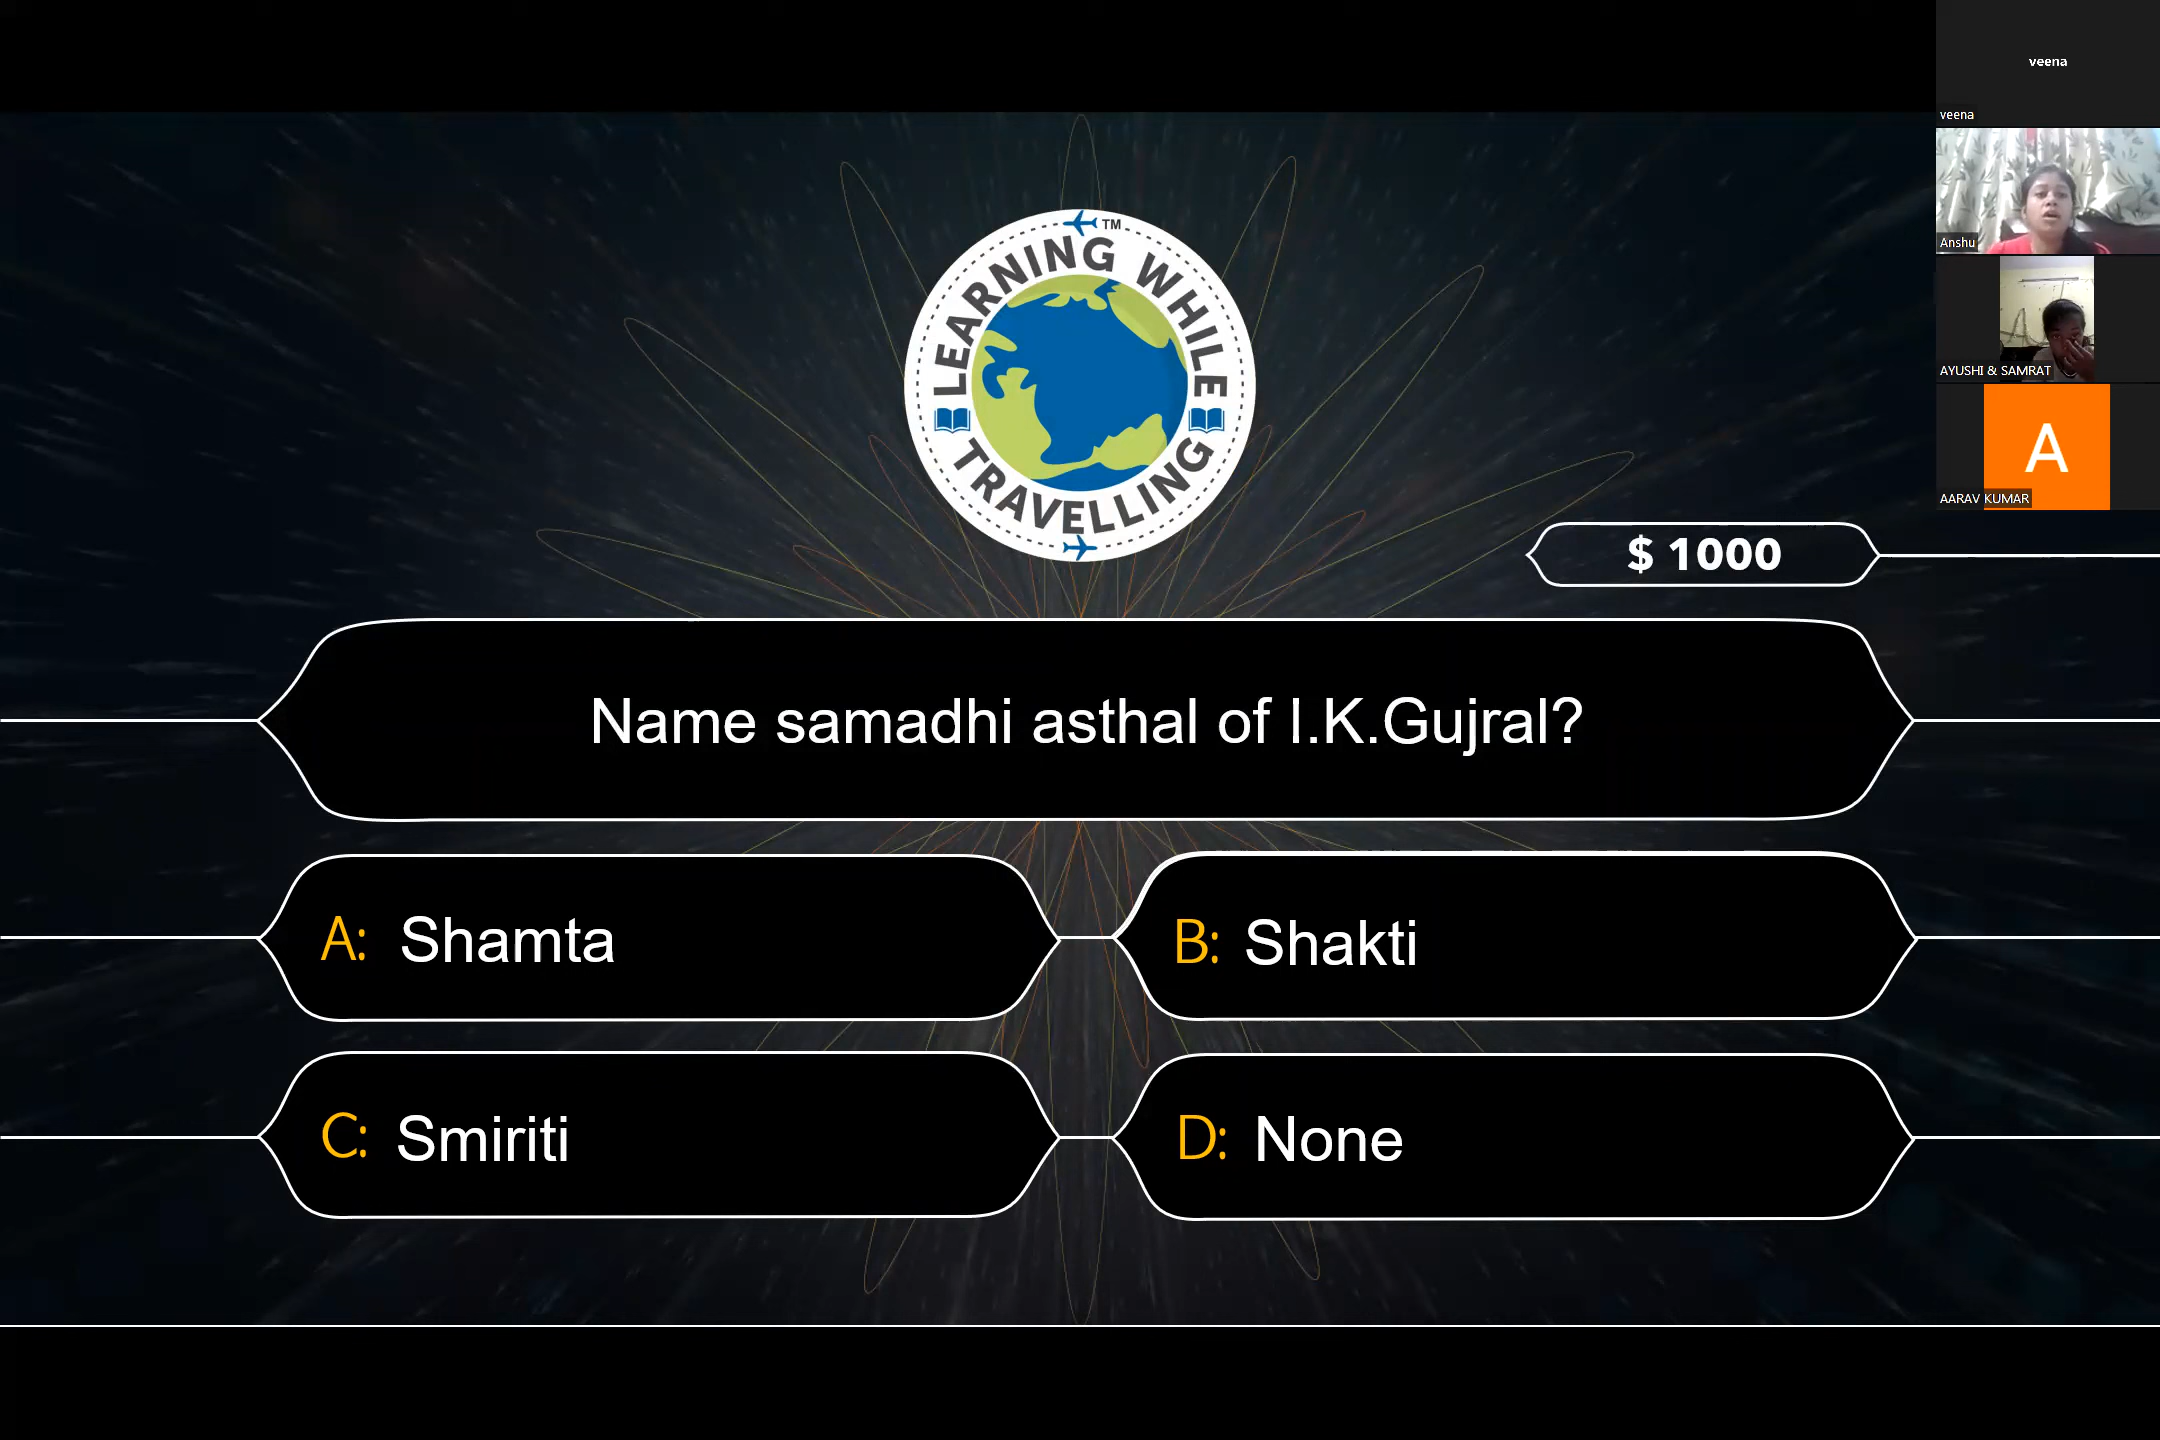 veena
veena
Anshu
AYUSHI & SAMRAT
A
AARAV KUMAR
LEARNING WHILE TRAVELLING TM
$ 1000
Name samadhi asthal of I.K.Gujral?
A: Shamta
B: Shakti
C: Smiriti
D: None